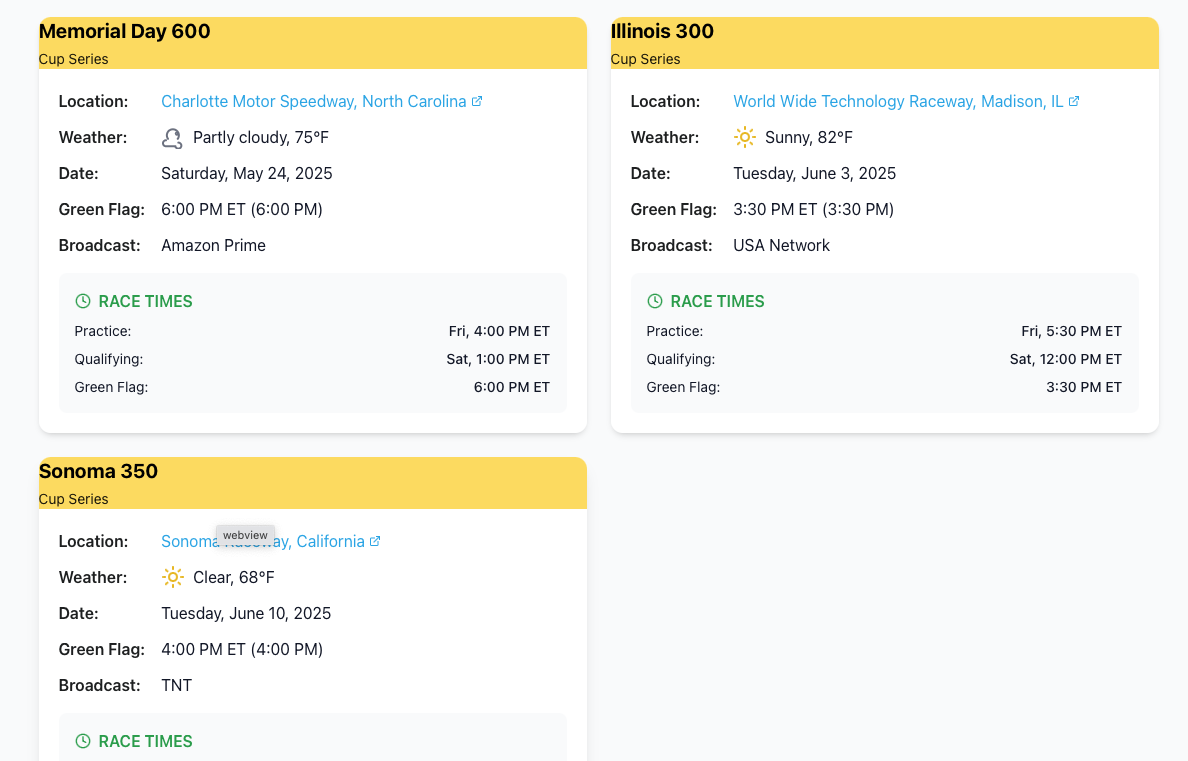 Memorial Day 600
Cup Series
Location: Charlotte Motor Speedway, North Carolina
Weather: Partly cloudy, 75°F
Date: Saturday, May 24, 2025
Green Flag: 6:00 PM ET (6:00 PM)
Broadcast: Amazon Prime
RACE TIMES
Practice: Fri, 4:00 PM ET
Qualifying: Sat, 1:00 PM ET
Green Flag: 6:00 PM ET
Illinois 300
Cup Series
Location: World Wide Technology Raceway, Madison, IL
Weather: Sunny, 82°F
Date: Tuesday, June 3, 2025
Green Flag: 3:30 PM ET (3:30 PM)
Broadcast: USA Network
RACE TIMES
Practice: Fri, 5:30 PM ET
Qualifying: Sat, 12:00 PM ET
Green Flag: 3:30 PM ET
Sonoma 350
Cup Series
webview
Location: Sonoma Raceway, California
Weather: Clear, 68°F
Date: Tuesday, June 10, 2025
Green Flag: 4:00 PM ET (4:00 PM)
Broadcast: TNT
RACE TIMES